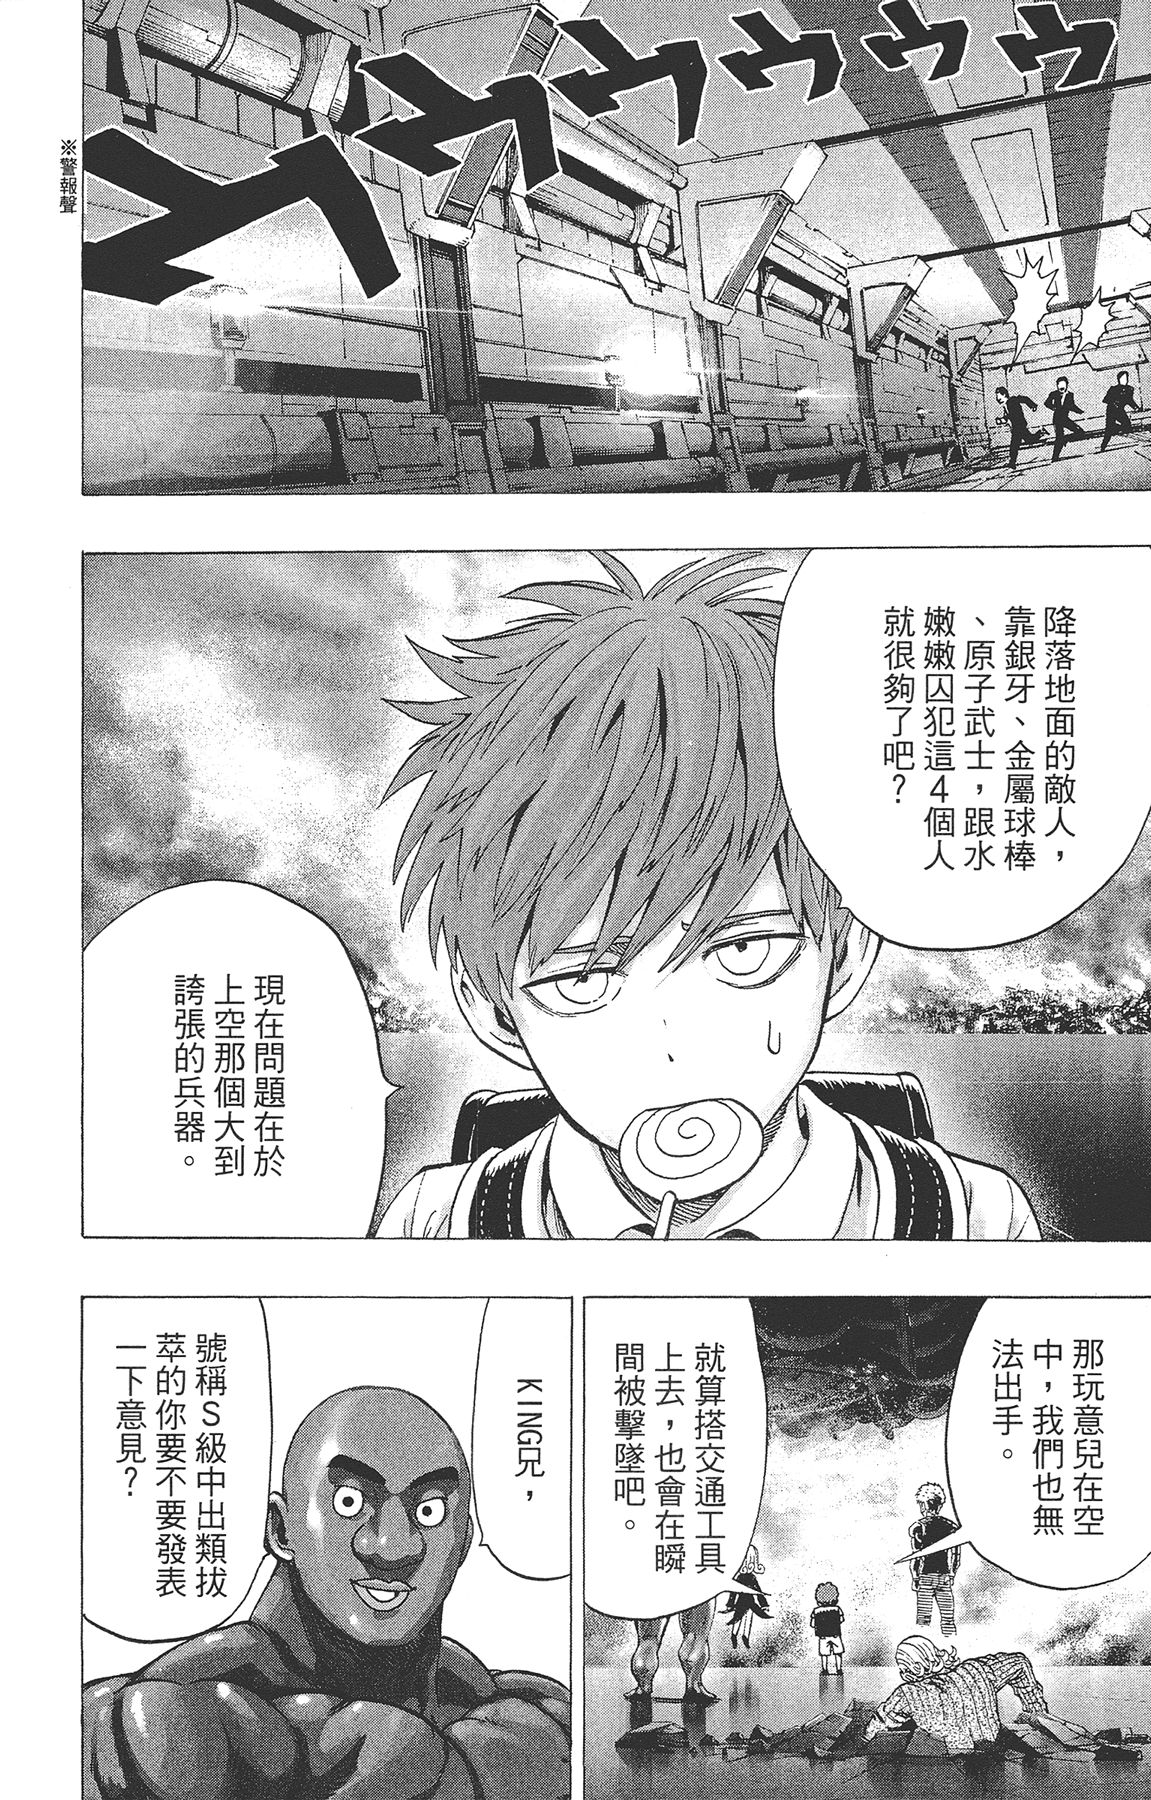 ウウウウウウ
※警報聲
降落地面的敵人，
靠銀牙、金屬球棒
、原子武士，跟水
嫩嫩囚犯這4個人
就很夠了吧？
現在問題在於
上空那個大到
誇張的兵器。
那玩意兒在空
中，我們也無
法出手。
就算搭交通工具
上去，也會在瞬
間被擊墜吧。
KING兄，
號稱S級中出類拔
萃的你要不要發表
一下意見？